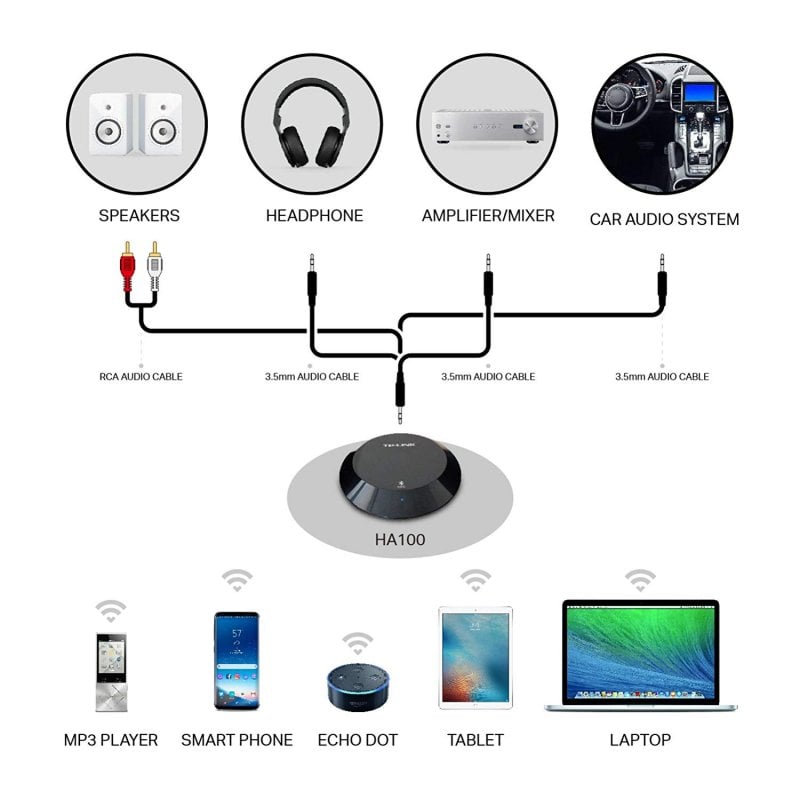 SPEAKERS
HEADPHONE
AMPLIFIER/MIXER
CAR AUDIO SYSTEM
RCA AUDIO CABLE
3.5mm AUDIO CABLE
3.5mm AUDIO CABLE
3.5mm AUDIO CABLE
TP-LINK
HA100
57
MP3 PLAYER
SMART PHONE
ECHO DOT
TABLET
LAPTOP